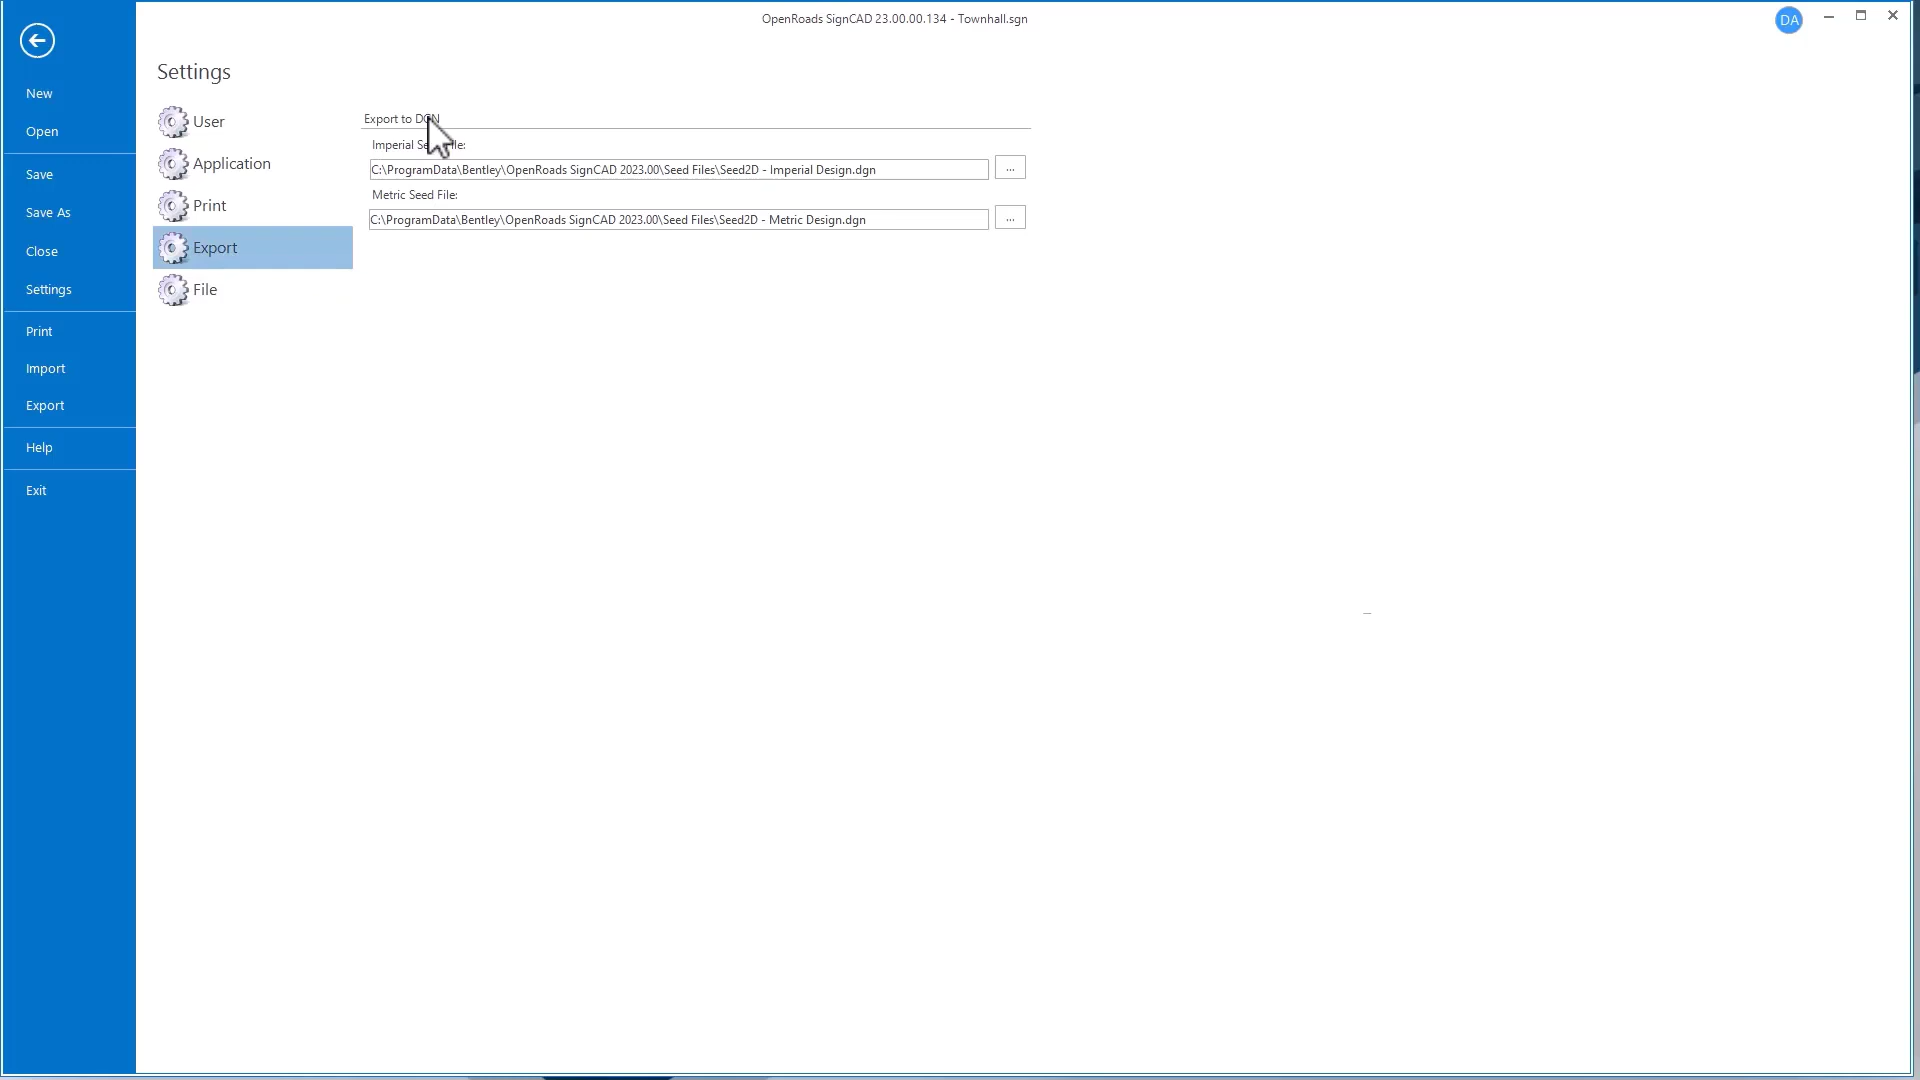 OpenRoads SignCAD 23.00.00.134 - Townhall.sgn
DA
New
Open
Save
Save As
Close
Settings
Print
Import
Export
Help
Exit
Settings
User
Application
Print
Export
File
Export to DGN
Imperial Seed File:
C:\ProgramData\Bentley\OpenRoads SignCAD 2023.00\Seed Files\Seed2D - Imperial Design.dgn
...
Metric Seed File:
C:\ProgramData\Bentley\OpenRoads SignCAD 2023.00\Seed Files\Seed2D - Metric Design.dgn
...